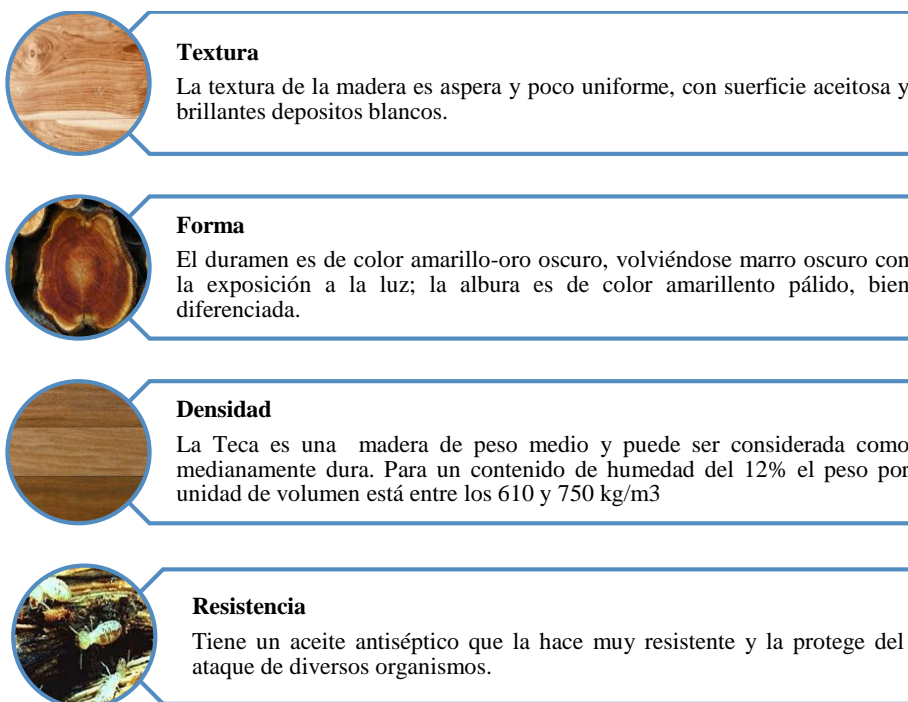 Textura
La textura de la madera es aspera y poco uniforme, con suerficie aceitosa y
brillantes depositos blancos.
Forma
El duramen es de color amarillo-oro oscuro, volviéndose marro oscuro con
la exposición a la luz; la albura es de color amarillento pálido, bien
diferenciada.
Densidad
La Teca es una madera de peso medio y puede ser considerada como
medianamente dura. Para un contenido de humedad del 12% el peso por
unidad de volumen está entre los 610 y 750 kg/m3
Resistencia
Tiene un aceite antiséptico que la hace muy resistente y la protege del
ataque de diversos organismos.